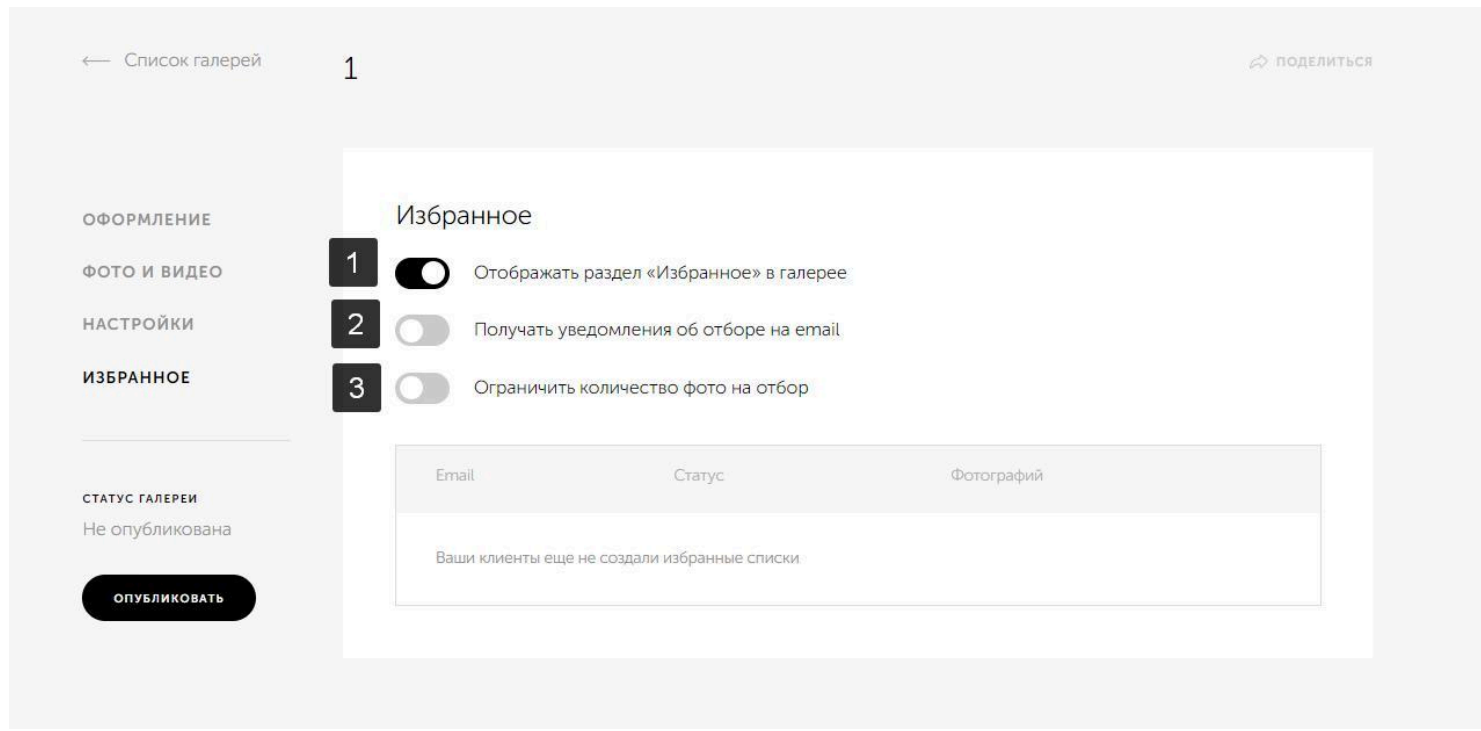 ← Список галерей
1
ПОДЕЛИТЬСЯ
ОФОРМЛЕНИЕ
ФОТО И ВИДЕО
НАСТРОЙКИ
ИЗБРАННОЕ
СТАТУС ГАЛЕРЕИ
Не опубликована
ОПУБЛИКОВАТЬ
Избранное
1 Отображать раздел «Избранное» в галерее
2 Получать уведомления об отборе на email
3 Ограничить количество фото на отбор
Email Статус Фотографий
Ваши клиенты еще не создали избранные списки